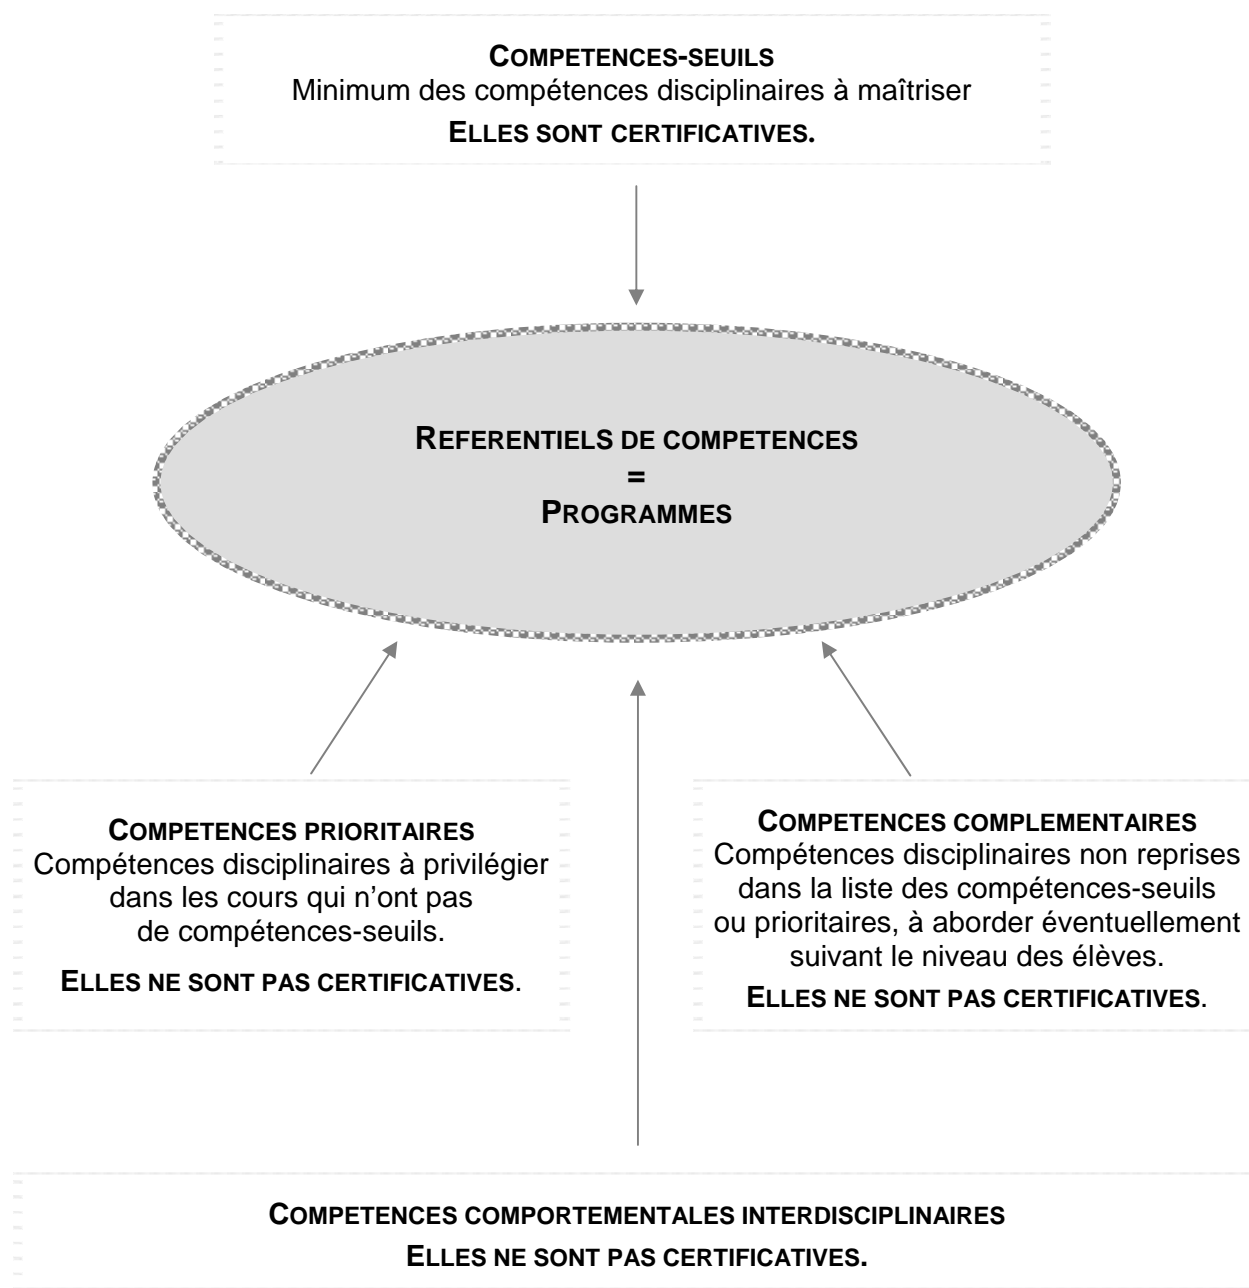 COMPETENCES-SEUILS
Minimum des compétences disciplinaires à maîtriser
ELLES SONT CERTIFICATIVES.
REFERENTIELS DE COMPETENCES
=
PROGRAMMES
COMPETENCES PRIORITAIRES
Compétences disciplinaires à privilégier
dans les cours qui n’ont pas
de compétences-seuils.
ELLES NE SONT PAS CERTIFICATIVES.
COMPETENCES COMPLEMENTAIRES
Compétences disciplinaires non reprises
dans la liste des compétences-seuils
ou prioritaires, à aborder éventuellement
suivant le niveau des élèves.
ELLES NE SONT PAS CERTIFICATIVES.
COMPETENCES COMPORTEMENTALES INTERDISCIPLINAIRES
ELLES NE SONT PAS CERTIFICATIVES.